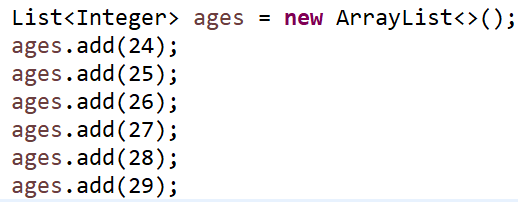 List<Integer> ages = new ArrayList<>();
ages.add(24);
ages.add(25);
ages.add(26);
ages.add(27);
ages.add(28);
ages.add(29);